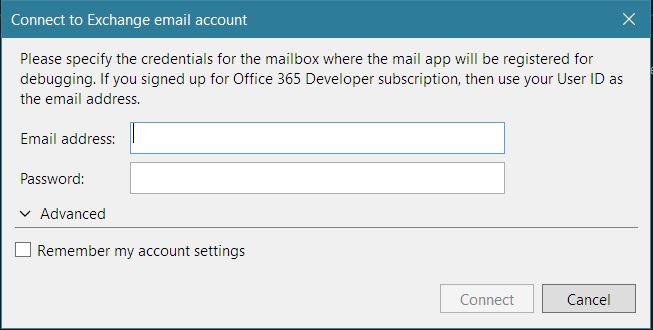 Connect to Exchange email account
Please specify the credentials for the mailbox where the mail app will be registered for
debugging. If you signed up for Office 365 Developer subscription, then use your User ID as
the email address.
Email address:
Password:
Advanced
Remember my account settings
Connect
Cancel